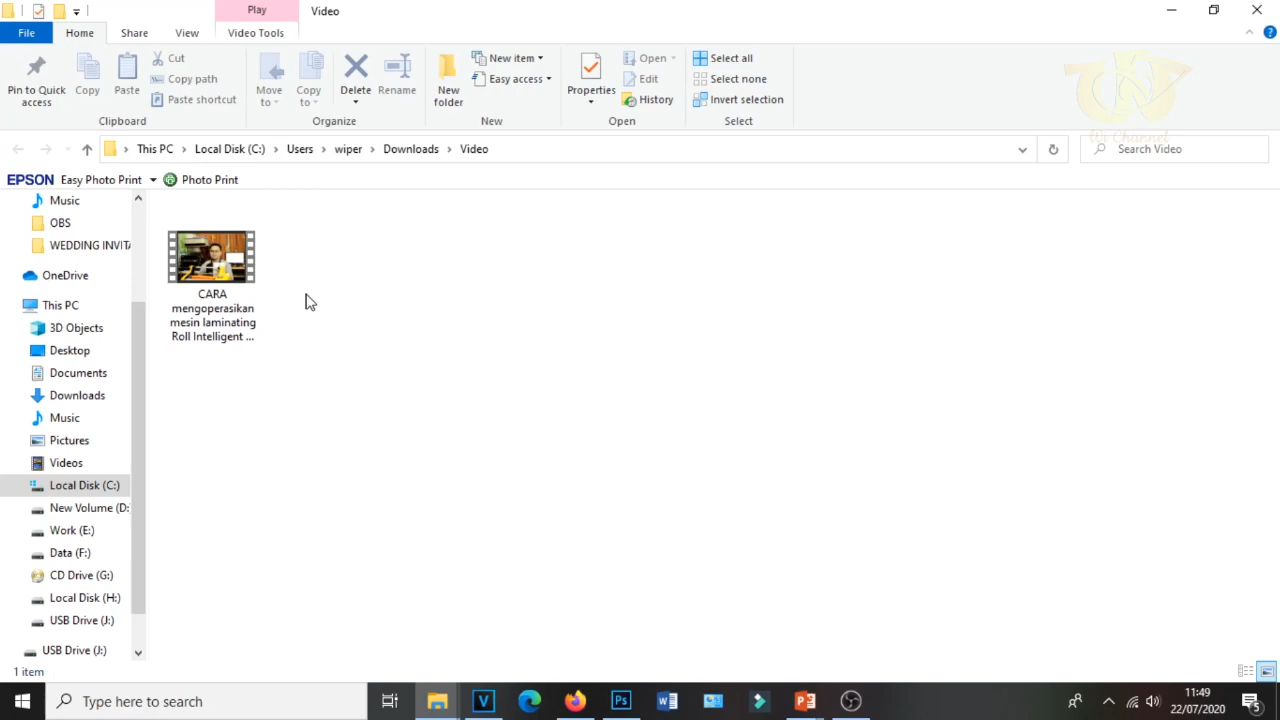 Play Video
File Home Share View Video Tools
Pin to Quick access
Copy
Paste
Cut
Copy path
Paste shortcut
Clipboard
Move to
Copy to
Delete
Rename
Organize
New folder
New item
Easy access
New
Properties
Open
Edit
History
Open
Select all
Select none
Invert selection
Select
Wj Channel
This PC Local Disk (C:) Users wiper Downloads Video
Search Video
EPSON Easy Photo Print Photo Print
Music
OBS
WEDDING INVITA
OneDrive
This PC
3D Objects
Desktop
Documents
Downloads
Music
Pictures
Videos
Local Disk (C:)
New Volume (D:
Work (E:)
Data (F:)
CD Drive (G:)
Local Disk (H:)
USB Drive (J:)
USB Drive (J:)
CARA
mengoperasikan
mesin laminating
Roll Intelligent ...
1 item
Type here to search
11:49
22/07/2020
5